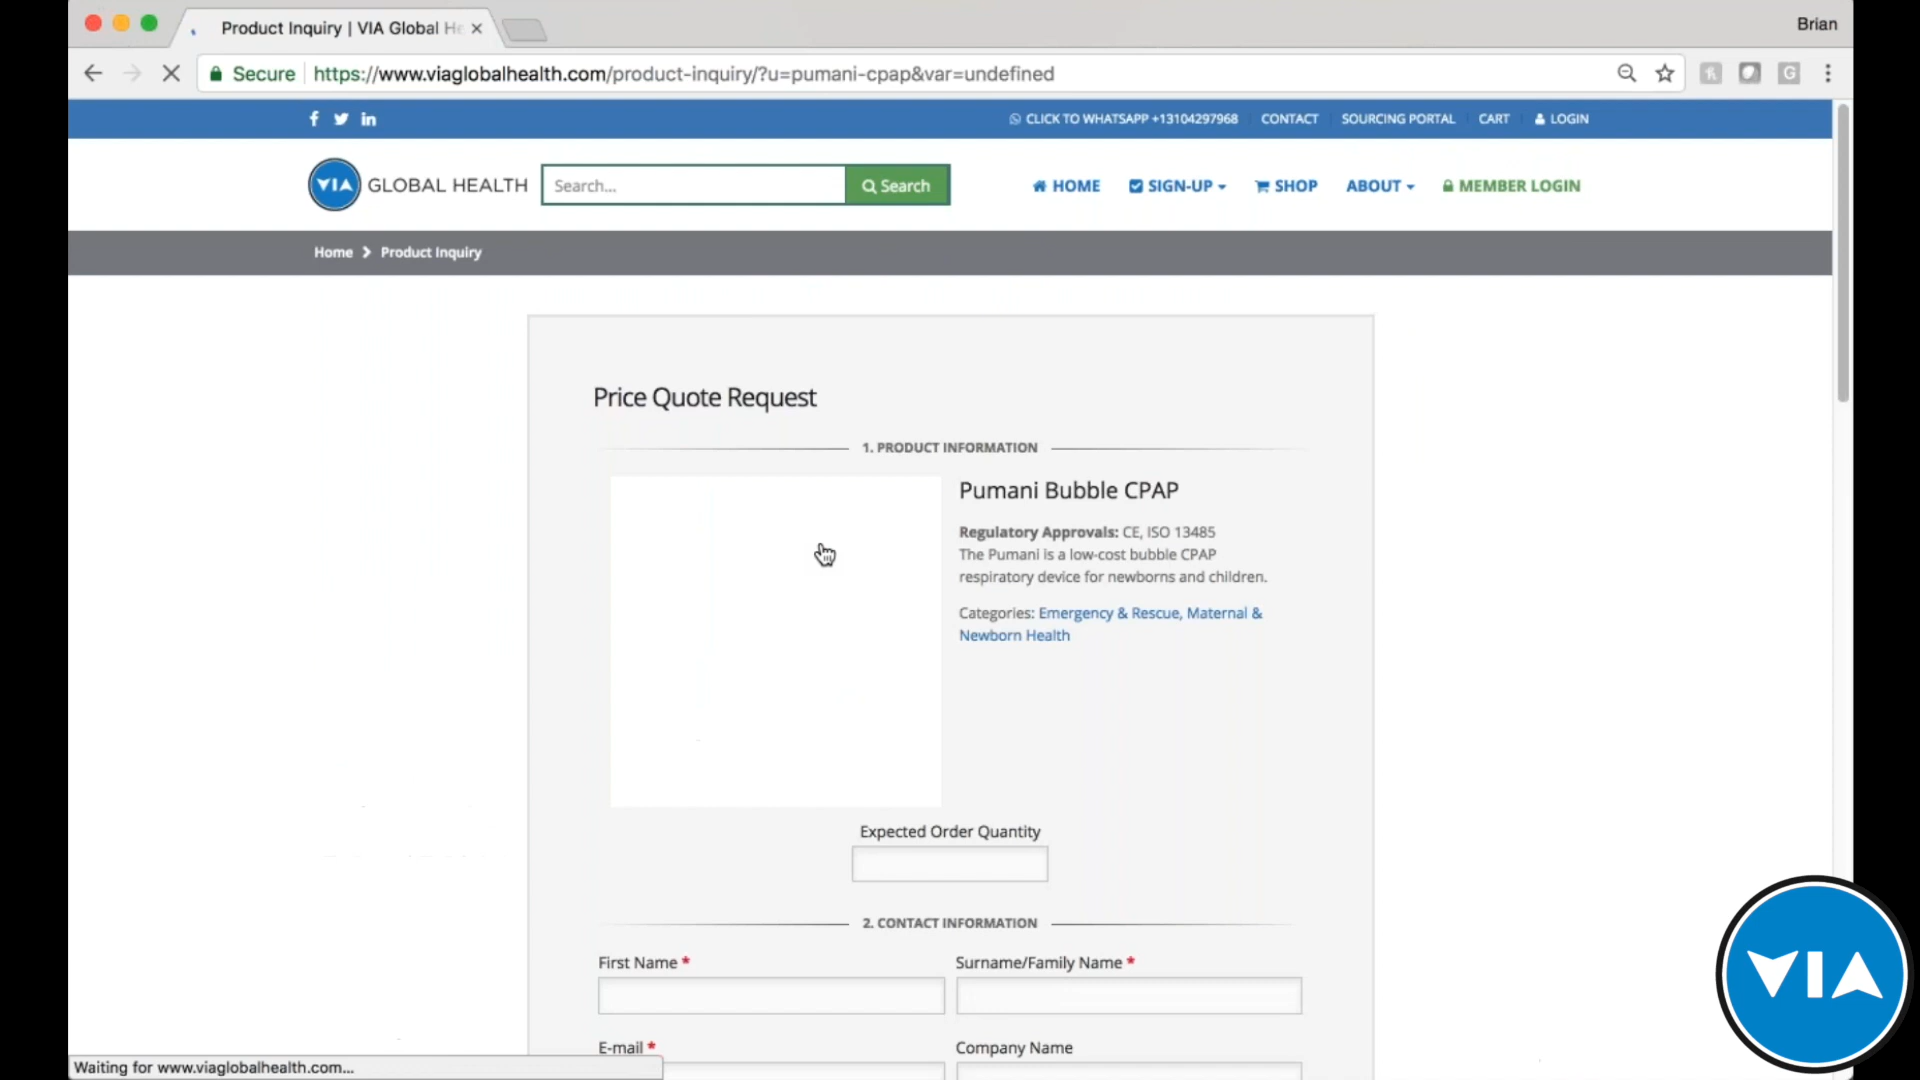 Product Inquiry | VIA Global He
Brian
Secure https://www.viaglobalhealth.com/product-inquiry/?u=pumani-cpap&var=undefined
CLICK TO WHATSAPP +13104297968 CONTACT SOURCING PORTAL CART LOGIN
VIA GLOBAL HEALTH Search... Search HOME SIGN-UP SHOP ABOUT MEMBER LOGIN
Home Product Inquiry
Price Quote Request
1. PRODUCT INFORMATION
Pumani Bubble CPAP
Regulatory Approvals: CE, ISO 13485
The Pumani is a low-cost bubble CPAP
respiratory device for newborns and children.
Categories: Emergency & Rescue, Maternal &
Newborn Health
Expected Order Quantity
2. CONTACT INFORMATION
First Name * Surname/Family Name *
E-mail * Company Name
Waiting for www.viaglobalhealth.com...
VIA